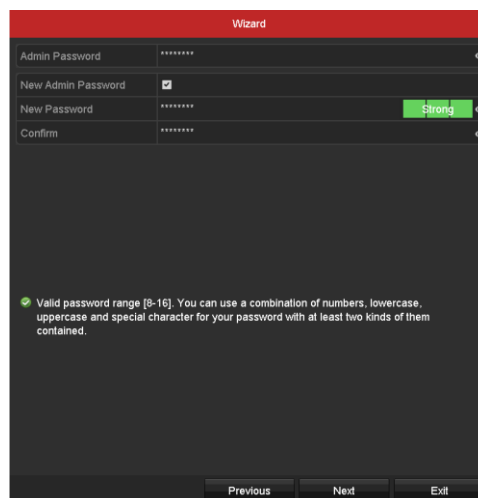 Wizard
Admin Password ********
New Admin Password
New Password ******** Strong
Confirm ********
Valid password range [8-16]. You can use a combination of numbers, lowercase,
uppercase and special character for your password with at least two kinds of them
contained.
Previous Next Exit